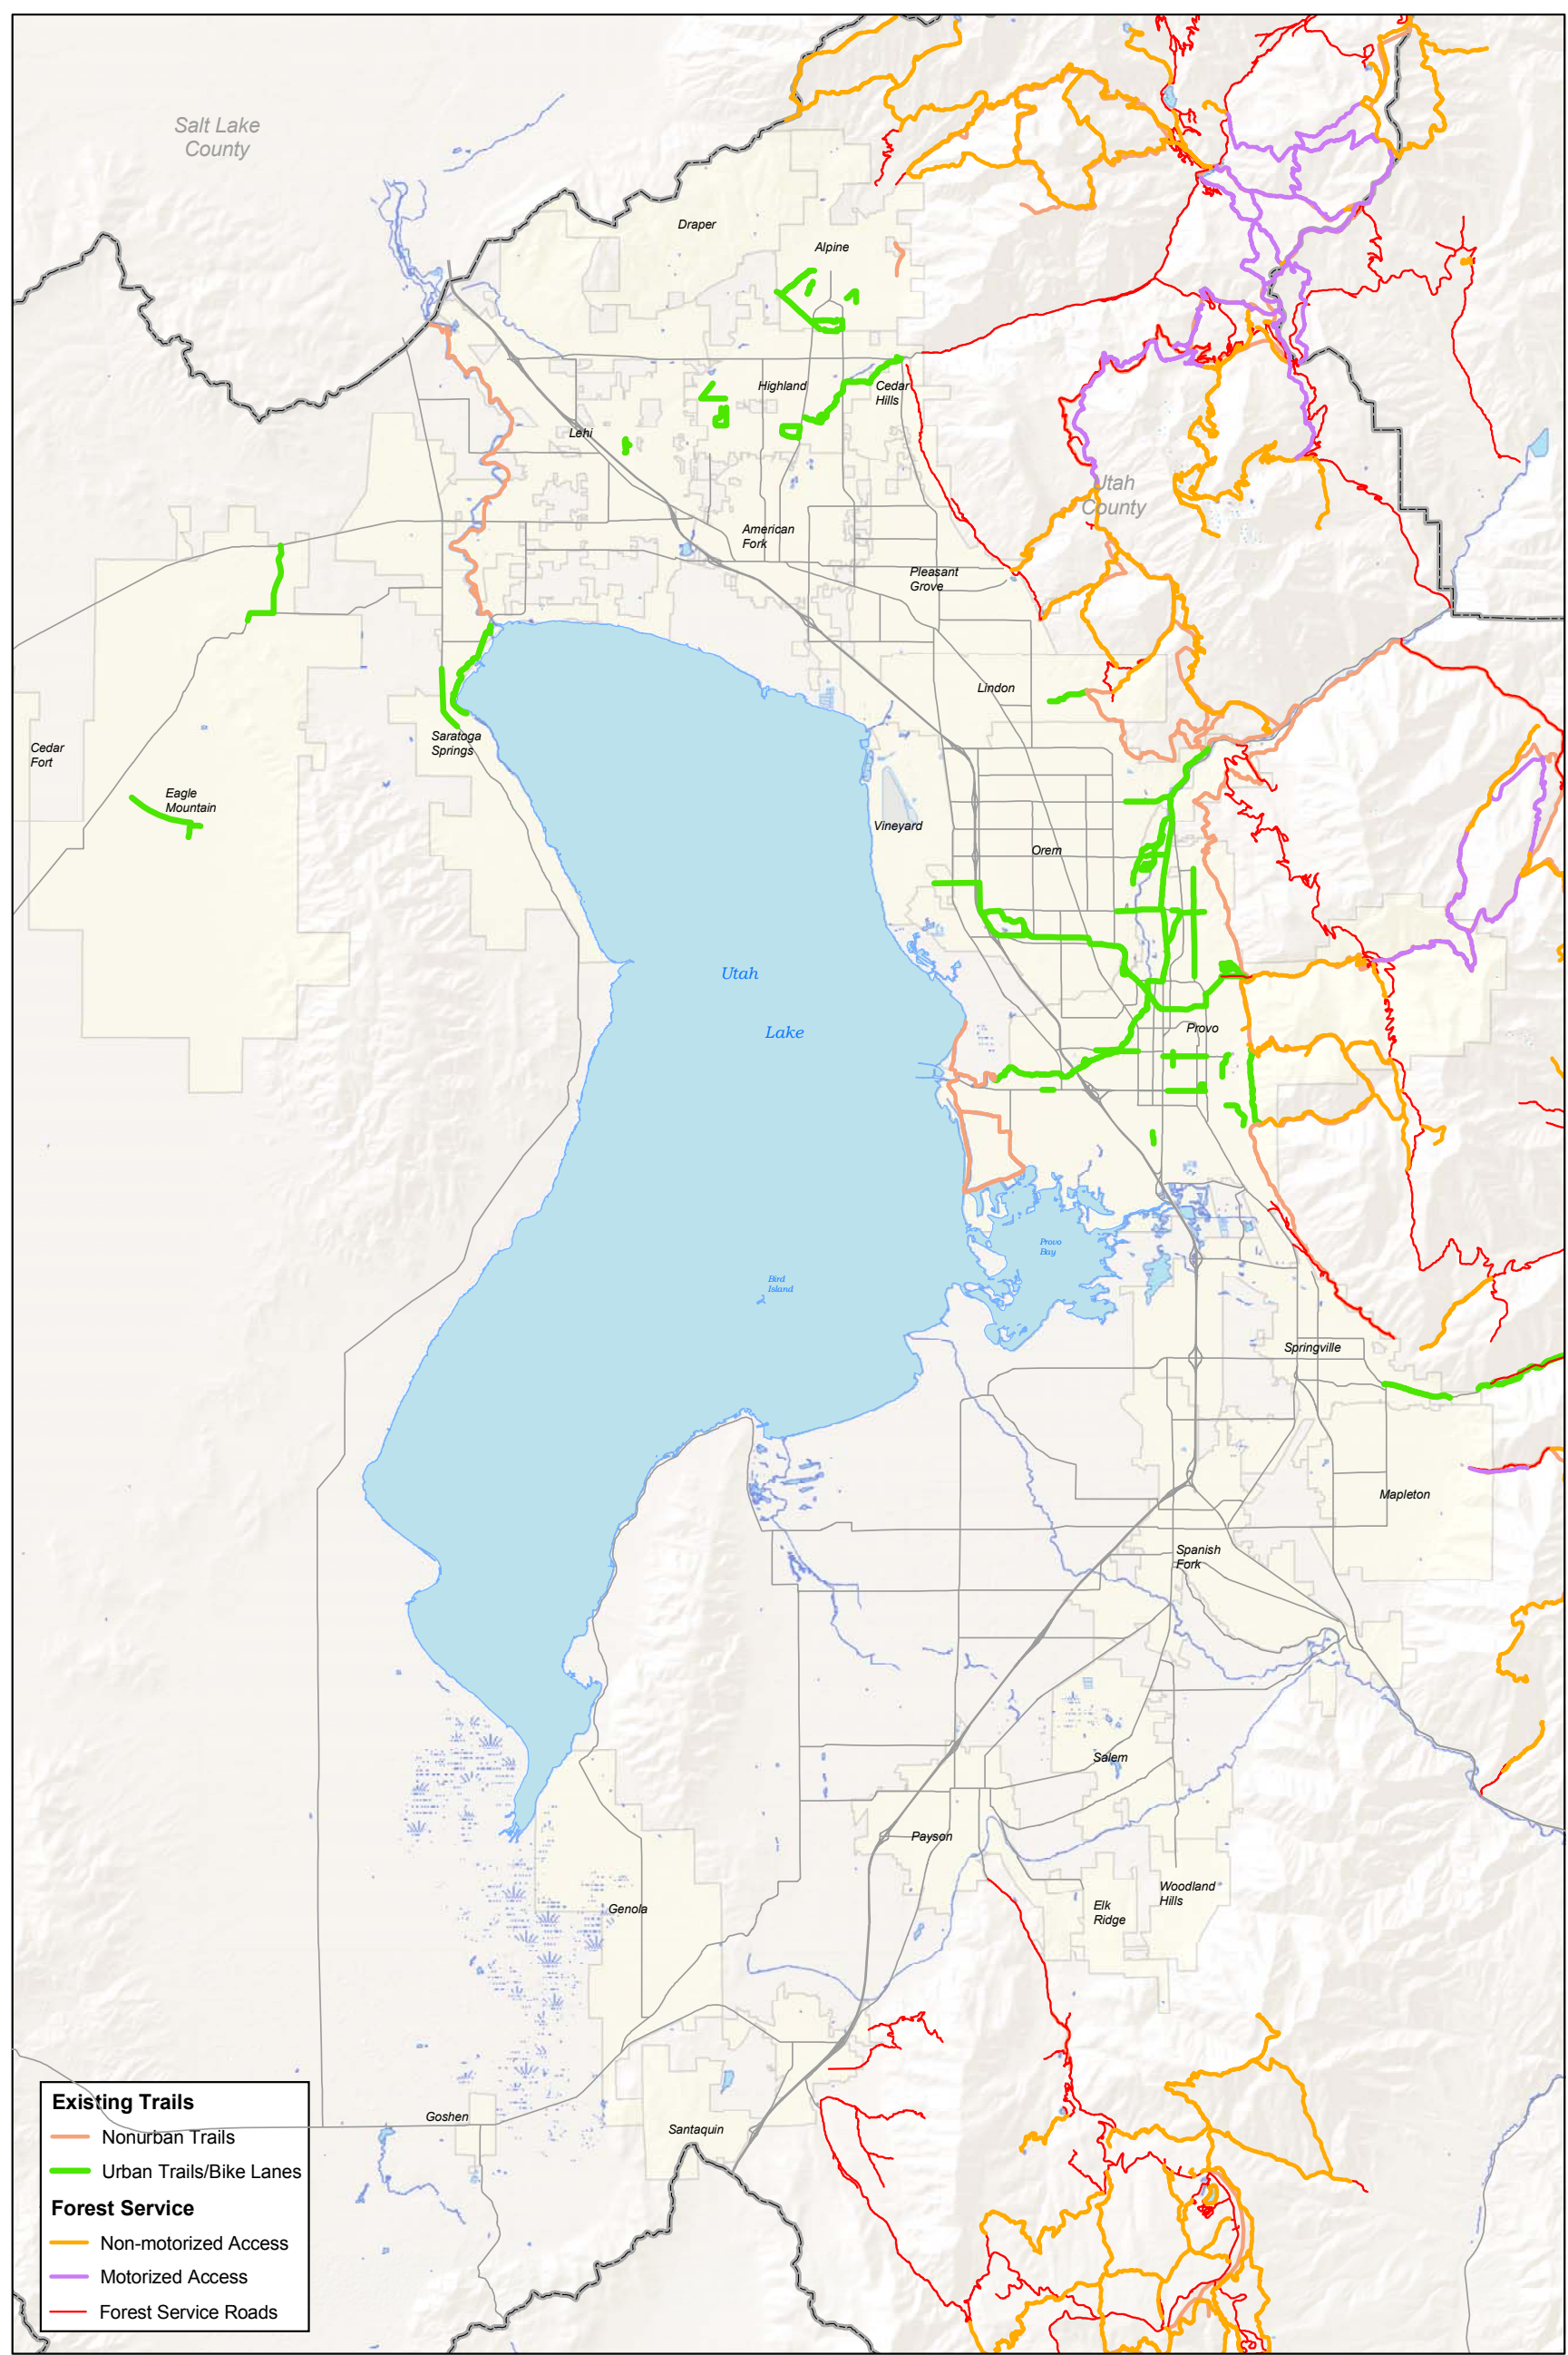 Salt Lake
County
Draper
Alpine
Highland
Cedar
Hills
Lehi
Utah
County
American
Fork
Pleasant
Grove
Lindon
Saratoga
Springs
Cedar
Fort
Eagle
Mountain
Vineyard
Orem
Utah
Lake
Provo
Provo
Bay
Bird
Island
Springville
Mapleton
Spanish
Fork
Salem
Payson
Woodland
Hills
Elk
Ridge
Genola
Goshen
Santaquin
Existing Trails
Nonurban Trails
Urban Trails/Bike Lanes
Forest Service
Non-motorized Access
Motorized Access
Forest Service Roads